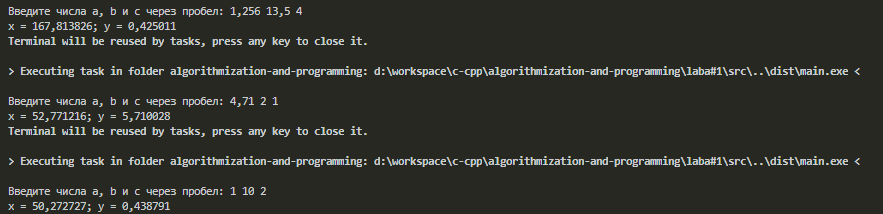 Введите числа a, b и c через пробел: 1,256 13,5 4
x = 167,813826; y = 0,425011
Terminal will be reused by tasks, press any key to close it.
> Executing task in folder algorithmization-and-programming: d:\workspace\c-cpp\algorithmization-and-programming\laba#1\src\..\dist\main.exe <
Введите числа a, b и c через пробел: 4,71 2 1
x = 52,771216; y = 5,710028
Terminal will be reused by tasks, press any key to close it.
> Executing task in folder algorithmization-and-programming: d:\workspace\c-cpp\algorithmization-and-programming\laba#1\src\..\dist\main.exe <
Введите числа a, b и c через пробел: 1 10 2
x = 50,272727; y = 0,438791